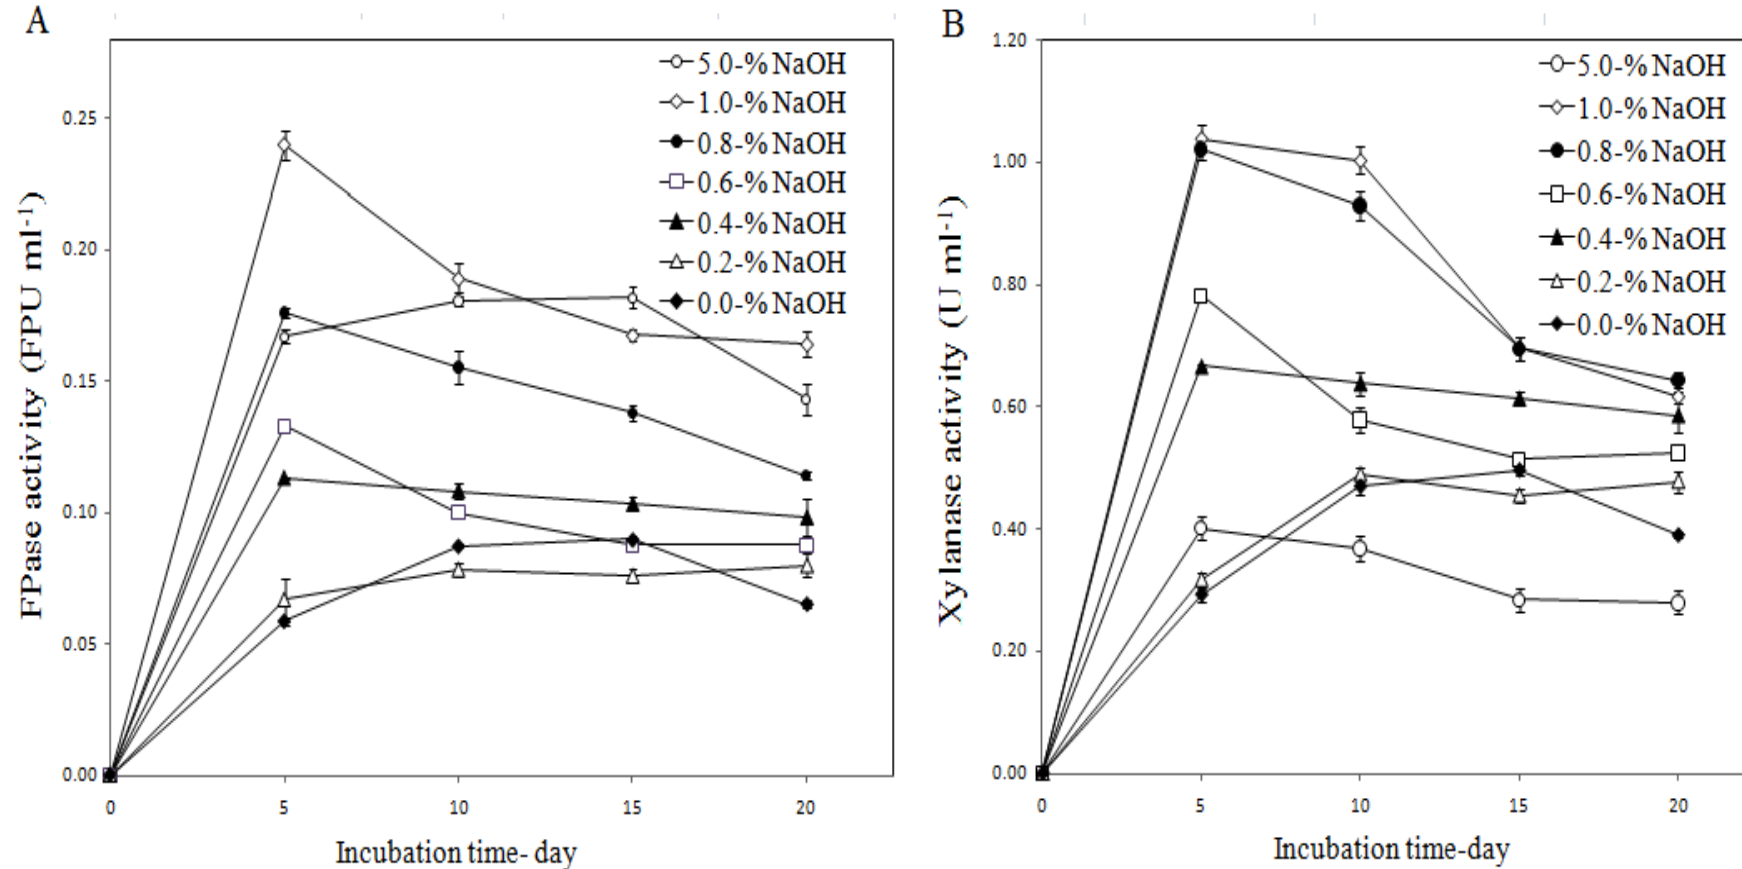 A
FPase activity (FPU ml⁻¹)
0.25
0.20
0.15
0.10
0.05
0.00
0
5
10
15
20
Incubation time- day
5.0-% NaOH
1.0-% NaOH
0.8-% NaOH
0.6-% NaOH
0.4-% NaOH
0.2-% NaOH
0.0-% NaOH
B
Xylanase activity (U ml⁻¹)
1.20
1.00
0.80
0.60
0.40
0.20
0.00
0
5
10
15
20
Incubation time-day
5.0-% NaOH
1.0-% NaOH
0.8-% NaOH
0.6-% NaOH
0.4-% NaOH
0.2-% NaOH
0.0-% NaOH